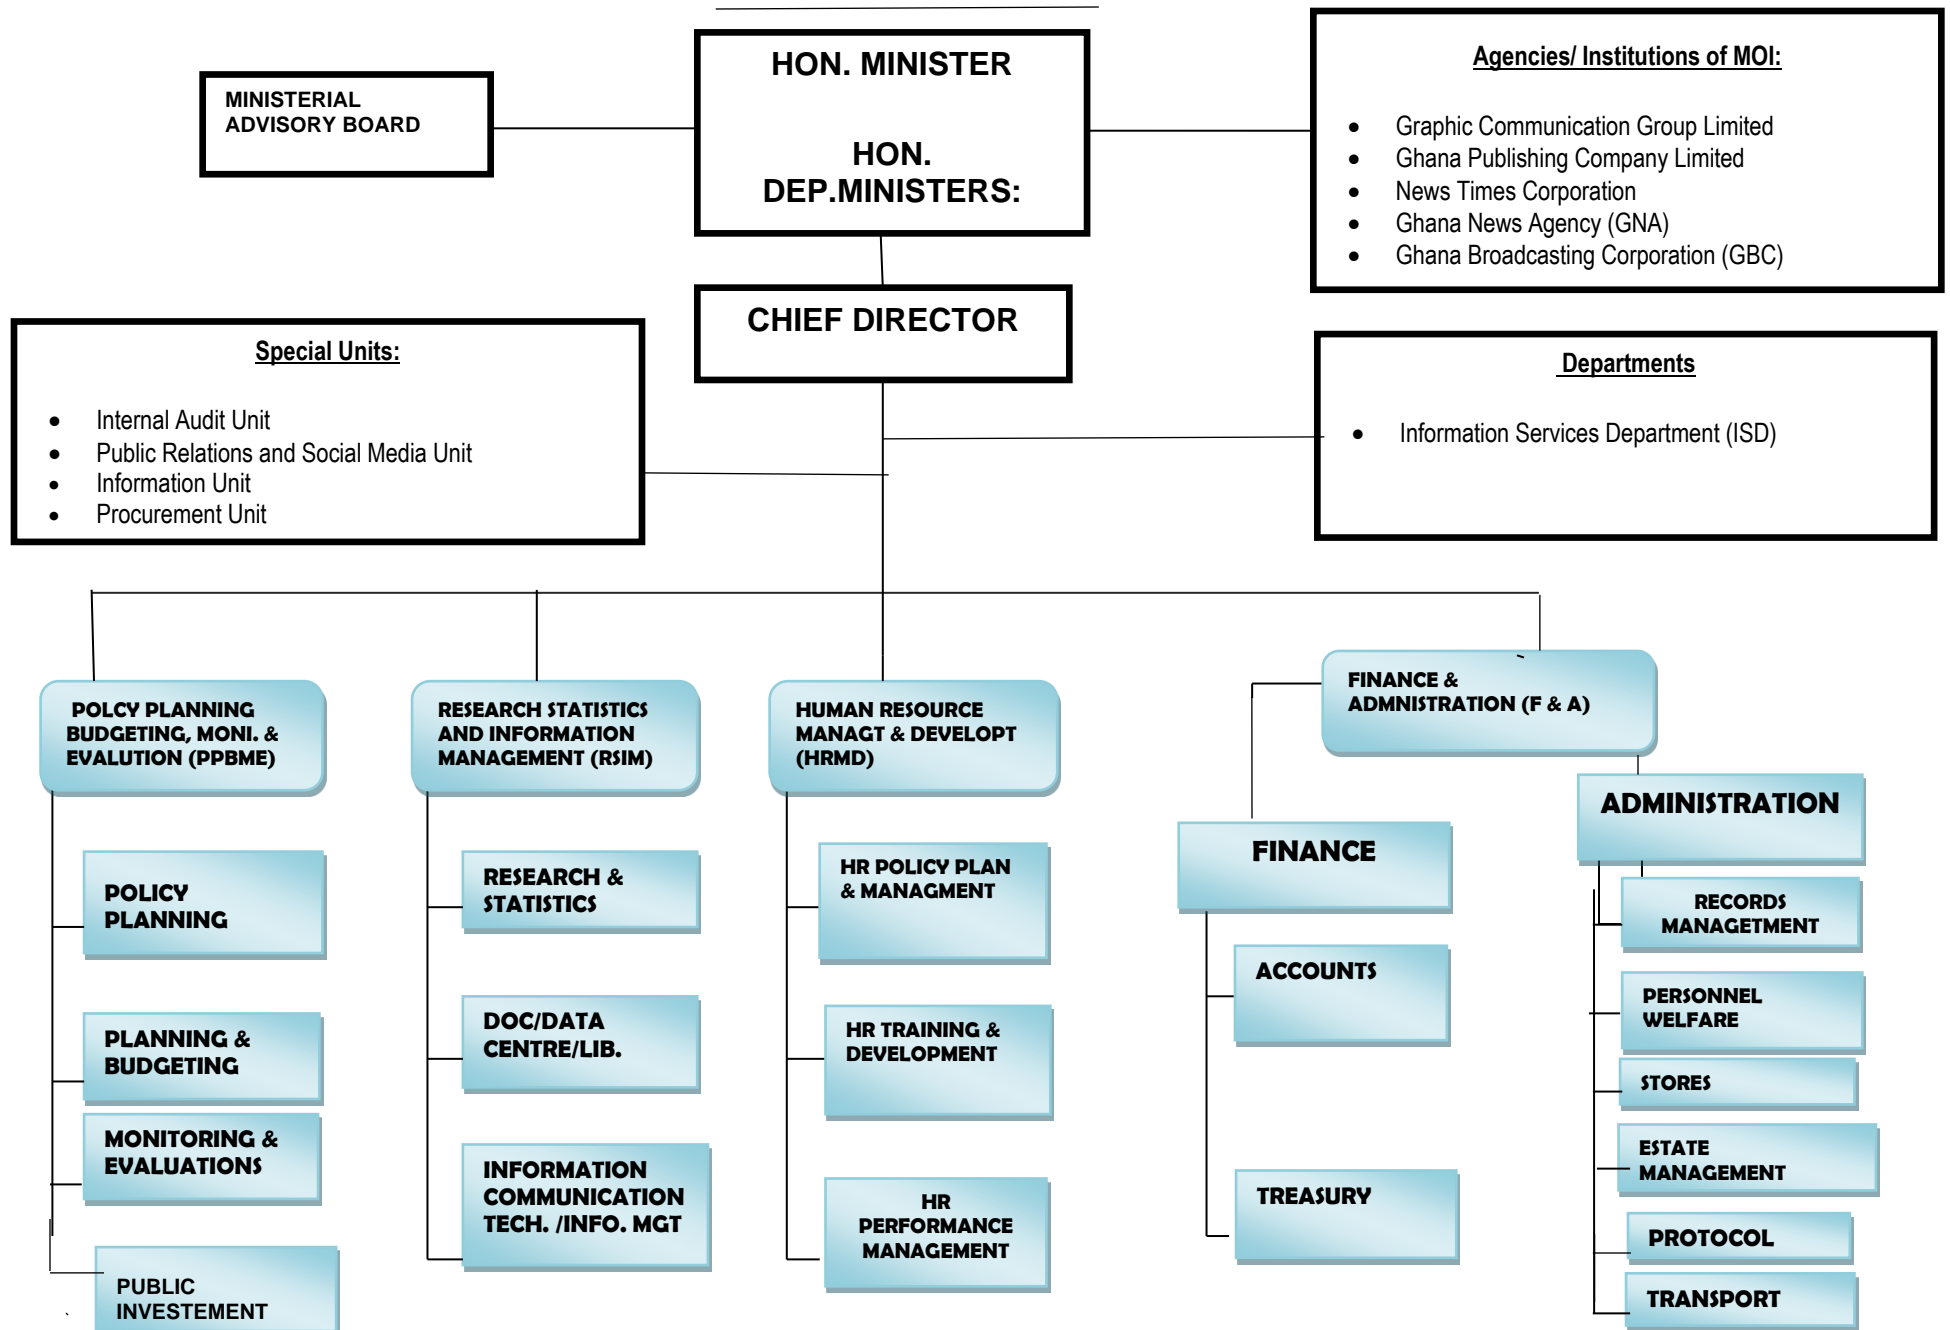 HON. MINISTER
HON.
DEP.MINISTERS:
MINISTERIAL
ADVISORY BOARD
Agencies/ Institutions of MOI:
• Graphic Communication Group Limited
• Ghana Publishing Company Limited
• News Times Corporation
• Ghana News Agency (GNA)
• Ghana Broadcasting Corporation (GBC)
CHIEF DIRECTOR
Special Units:
• Internal Audit Unit
• Public Relations and Social Media Unit
• Information Unit
• Procurement Unit
Departments
• Information Services Department (ISD)
POLCY PLANNING
BUDGETING, MONI. &
EVALUTION (PPBME)
POLICY
PLANNING
PLANNING &
BUDGETING
MONITORING &
EVALUATIONS
PUBLIC
INVESTEMENT
RESEARCH STATISTICS
AND INFORMATION
MANAGEMENT (RSIM)
RESEARCH &
STATISTICS
DOC/DATA
CENTRE/LIB.
INFORMATION
COMMUNICATION
TECH. /INFO. MGT
HUMAN RESOURCE
MANAGT & DEVELOPT
(HRMD)
HR POLICY PLAN
& MANAGMENT
HR TRAINING &
DEVELOPMENT
HR
PERFORMANCE
MANAGEMENT
FINANCE &
ADMNISTRATION (F & A)
FINANCE
ACCOUNTS
TREASURY
ADMINISTRATION
RECORDS
MANAGETMENT
PERSONNEL
WELFARE
STORES
ESTATE
MANAGEMENT
PROTOCOL
TRANSPORT